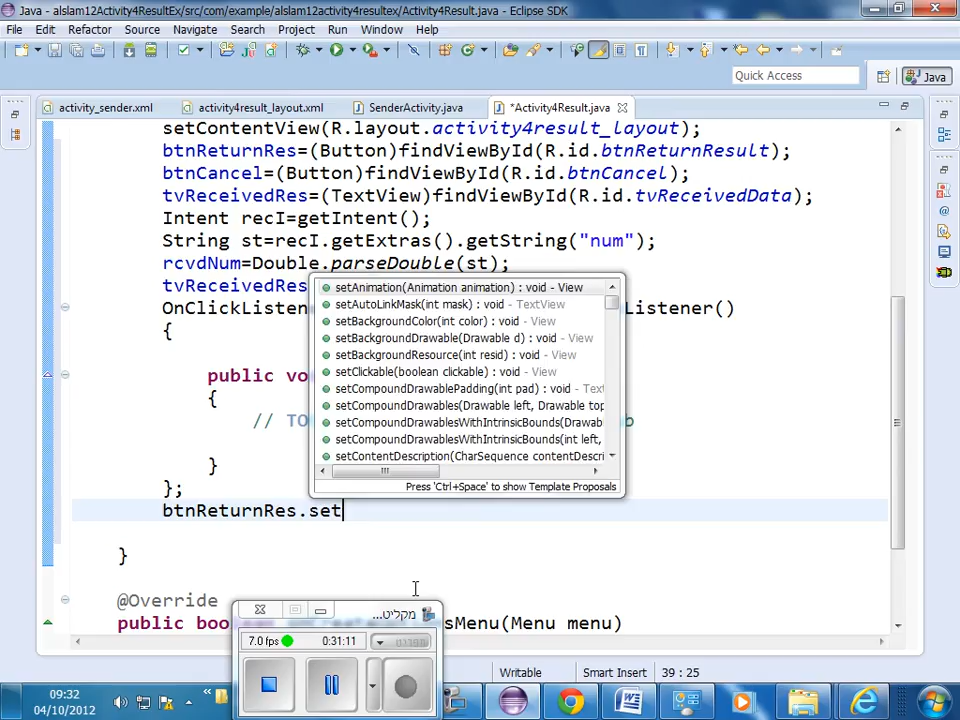 Java - alslam12Activity4ResultEx/src/com/example/alslam12activity4resultex/Activity4Result.java - Eclipse SDK
File Edit Refactor Source Navigate Search Project Run Window Help
Quick Access
Java
activity_sender.xml activity4result_layout.xml SenderActivity.java *Activity4Result.java
setContentView(R.layout.activity4result_layout);
btnReturnRes=(Button)findViewById(R.id.btnReturnResult);
btnCancel=(Button)findViewById(R.id.btnCancel);
tvReceivedRes=(TextView)findViewById(R.id.tvReceivedData);
Intent recI=getIntent();
String st=recI.getExtras().getString("num");
rcvdNum=Double.parseDouble(st);
tvReceivedRes
OnClickListen Listener()
{
public vo
{
// TO b
}
};
btnReturnRes.set
}
@Override
public boo sMenu(Menu menu)
setAnimation(Animation animation) : void - View
setAutoLinkMask(int mask) : void - TextView
setBackgroundColor(int color) : void - View
setBackgroundDrawable(Drawable d) : void - View
setBackgroundResource(int resid) : void - View
setClickable(boolean clickable) : void - View
setCompoundDrawablePadding(int pad) : void - Text
setCompoundDrawables(Drawable left, Drawable top
setCompoundDrawablesWithIntrinsicBounds(Drawab
setCompoundDrawablesWithIntrinsicBounds(int left,
setContentDescription(CharSequence contentDescri
Press 'Ctrl+Space' to show Template Proposals
מקליט...
7.0 fps 0:31:11 תפריט
Writable Smart Insert 39 : 25
09:32
04/10/2012